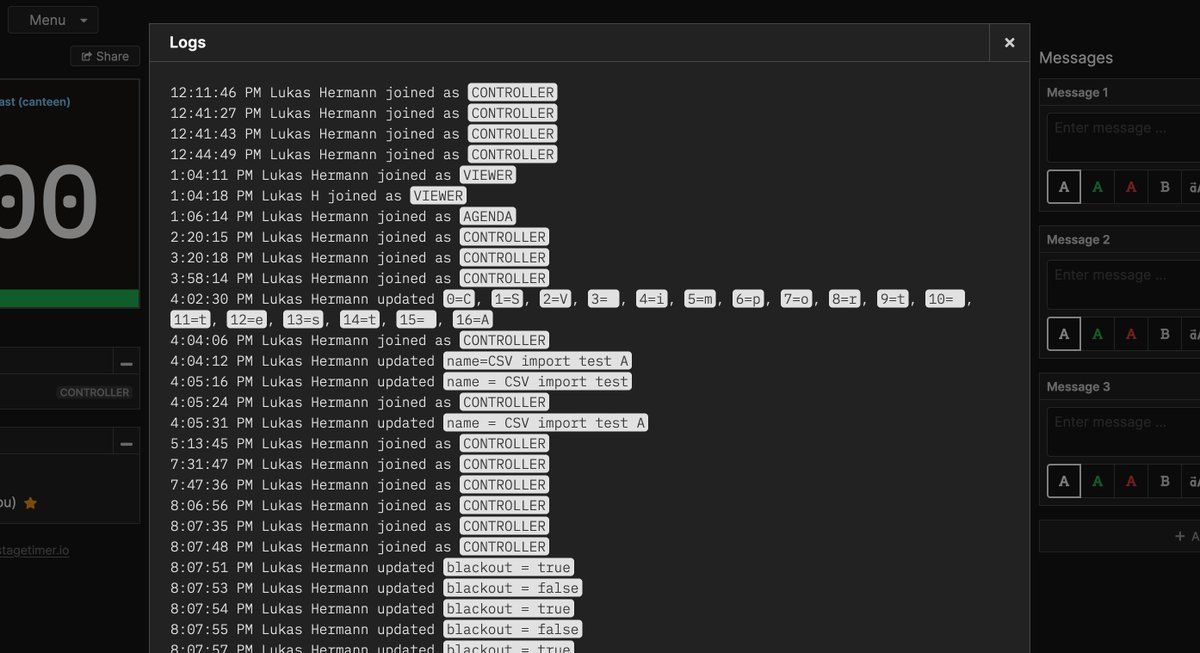 Menu
Share
ast (canteen)
00
CONTROLLER
ou)
stagetimer.io
Logs
×
12:11:46 PM Lukas Hermann joined as CONTROLLER
12:41:27 PM Lukas Hermann joined as CONTROLLER
12:41:43 PM Lukas Hermann joined as CONTROLLER
12:44:49 PM Lukas Hermann joined as CONTROLLER
1:04:11 PM Lukas Hermann joined as VIEWER
1:04:18 PM Lukas H joined as VIEWER
1:06:14 PM Lukas Hermann joined as AGENDA
2:20:15 PM Lukas Hermann joined as CONTROLLER
3:20:18 PM Lukas Hermann joined as CONTROLLER
3:58:14 PM Lukas Hermann joined as CONTROLLER
4:02:30 PM Lukas Hermann updated 0=C, 1=S, 2=V, 3= , 4=i, 5=m, 6=p, 7=o, 8=r, 9=t, 10= ,
11=t, 12=e, 13=s, 14=t, 15= , 16=A
4:04:06 PM Lukas Hermann joined as CONTROLLER
4:04:12 PM Lukas Hermann updated name=CSV import test A
4:05:16 PM Lukas Hermann updated name = CSV import test
4:05:24 PM Lukas Hermann joined as CONTROLLER
4:05:31 PM Lukas Hermann updated name = CSV import test A
5:13:45 PM Lukas Hermann joined as CONTROLLER
7:31:47 PM Lukas Hermann joined as CONTROLLER
7:47:36 PM Lukas Hermann joined as CONTROLLER
8:06:56 PM Lukas Hermann joined as CONTROLLER
8:07:35 PM Lukas Hermann joined as CONTROLLER
8:07:48 PM Lukas Hermann joined as CONTROLLER
8:07:51 PM Lukas Hermann updated blackout = true
8:07:53 PM Lukas Hermann updated blackout = false
8:07:54 PM Lukas Hermann updated blackout = true
8:07:55 PM Lukas Hermann updated blackout = false
8:07:57 PM Lukas Hermann updated blackout = true
Messages
Message 1
Enter message ...
A A A B äA
Message 2
Enter message ...
A A A B äA
Message 3
Enter message ...
A A A B äA
+ A